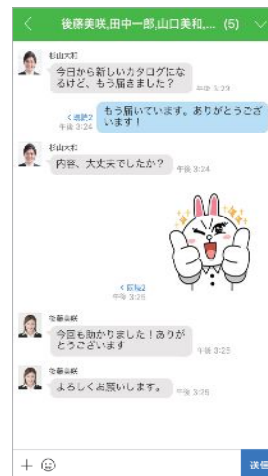 後藤美咲,田中一郎,山口美和,... (5)
杉山大和
今日から新しいカタログにな
るけど、もう届きました?
午後 3:23
もう届いています。ありがとうござ
います!
既読2
午後 3:24
杉山大和
内容、大丈夫でしたか?
午後 3:24
既読2
午後 3:25
後藤美咲
今回も助かりました!ありが
とうございます
午後 3:25
後藤美咲
よろしくお願いします。
午後 3:26
送信